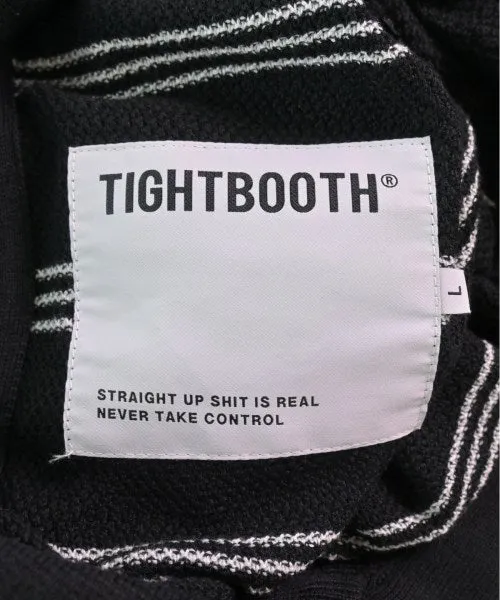 TIGHTBOOTH®
L
STRAIGHT UP SHIT IS REAL
NEVER TAKE CONTROL